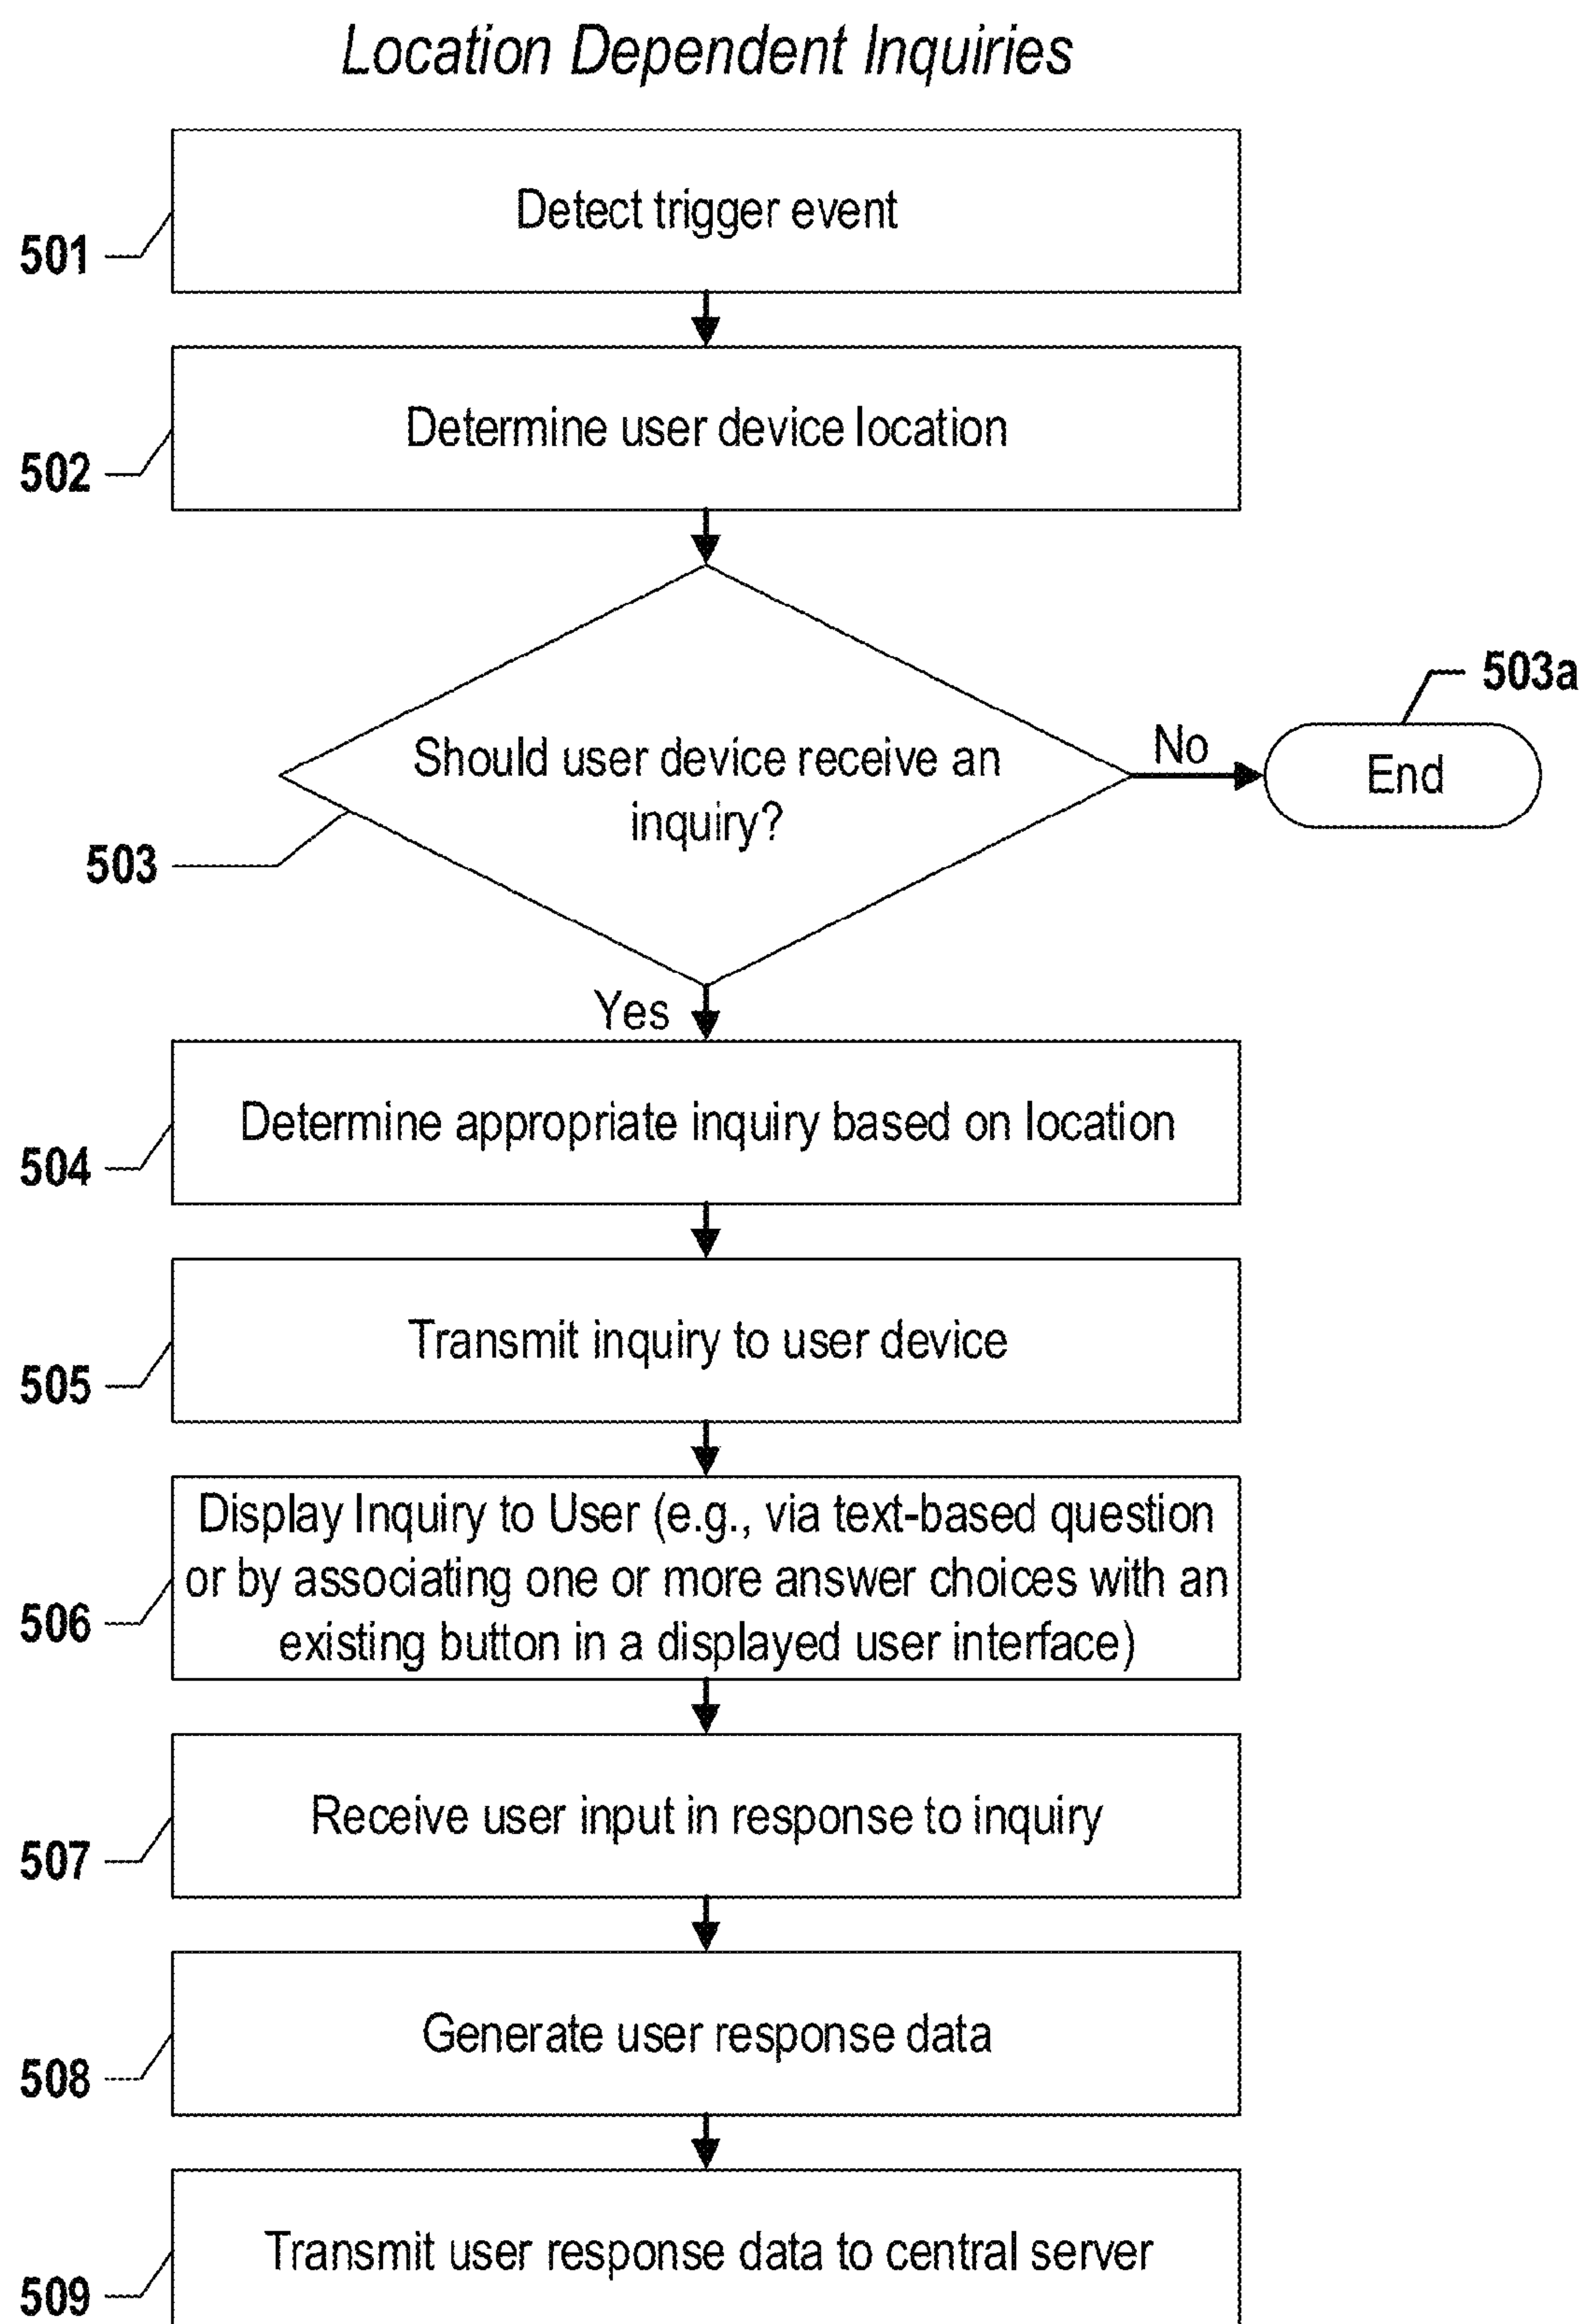 Location Dependent Inquiries
Detect trigger event
501
Determine user device location
502
503a
Should user device receive an
inquiry?
No
End
503
Yes
Determine appropriate inquiry based on location
504
Transmit inquiry to user device
505
Display Inquiry to User (e.g., via text-based question
or by associating one or more answer choices with an
existing button in a displayed user interface)
506
Receive user input in response to inquiry
507
Generate user response data
508
Transmit user response data to central server
509